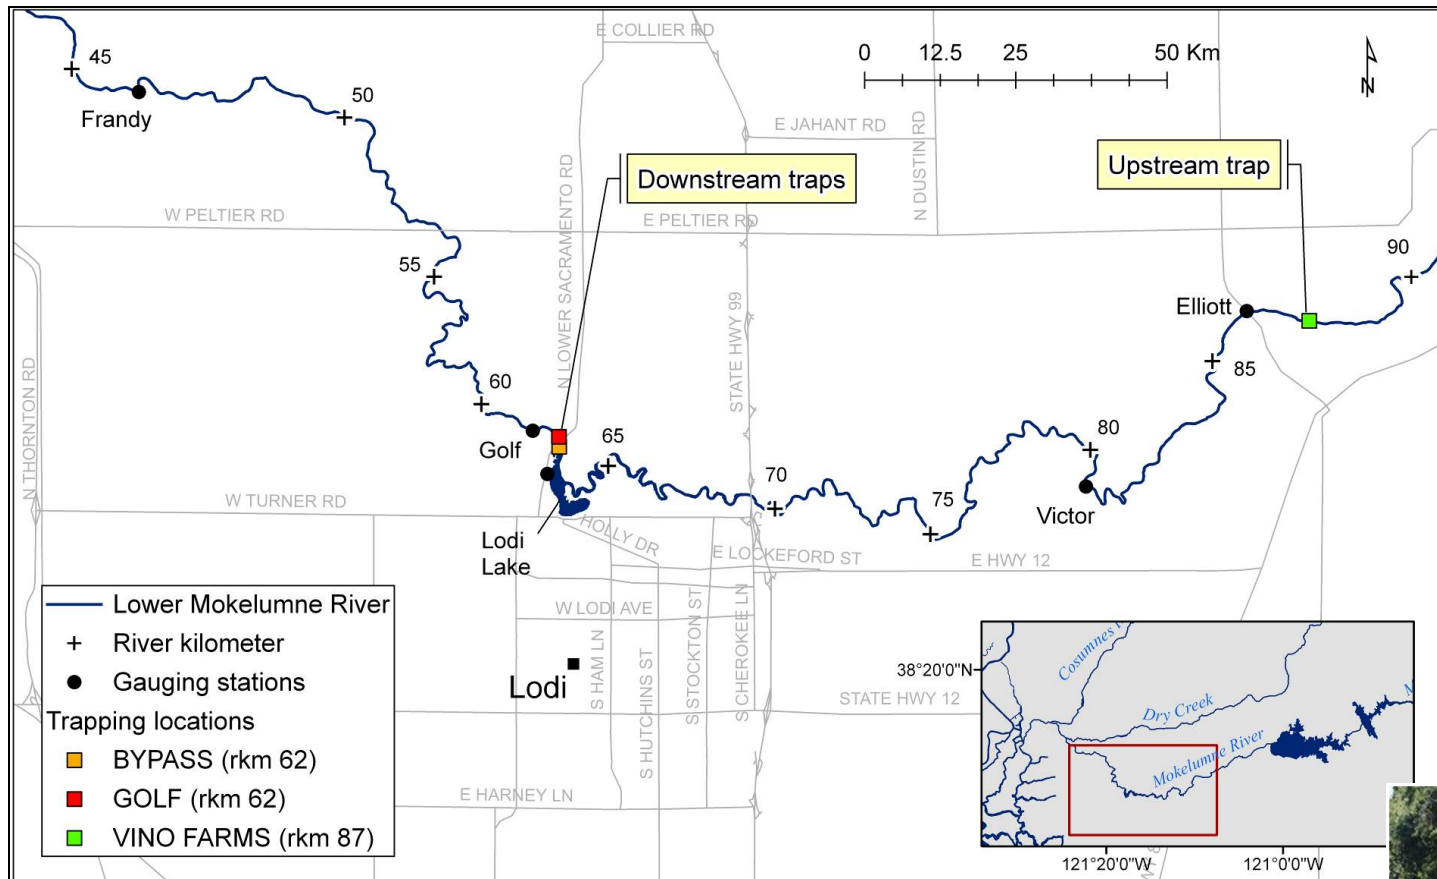 E COLLIER RD
0 12.5 25 50 Km
N
45
Frandy
50
E JAHANT RD
N DUSTIN RD
Downstream traps
Upstream trap
N LOWER SACRAMENTO RD
W PELTIER RD
E PELTIER RD
90
55
STATE HWY 99
Elliott
N THORNTON RD
85
60
Golf
65
80
70
75
Victor
W TURNER RD
Lodi
Lake
HOLLY DR
E LOCKEFORD ST
E HWY 12
W LODI AVE
S HAM LN
S HUTCHINS ST
S STOCKTON ST
S CHEROKEE LN
Lodi
STATE HWY 12
E HARNEY LN
Lower Mokelumne River
River kilometer
Gauging stations
Trapping locations
BYPASS (rkm 62)
GOLF (rkm 62)
VINO FARMS (rkm 87)
38°20'0"N
Cosumnes
Dry Creek
Mokelumne River
121°20'0"W
121°0'0"W